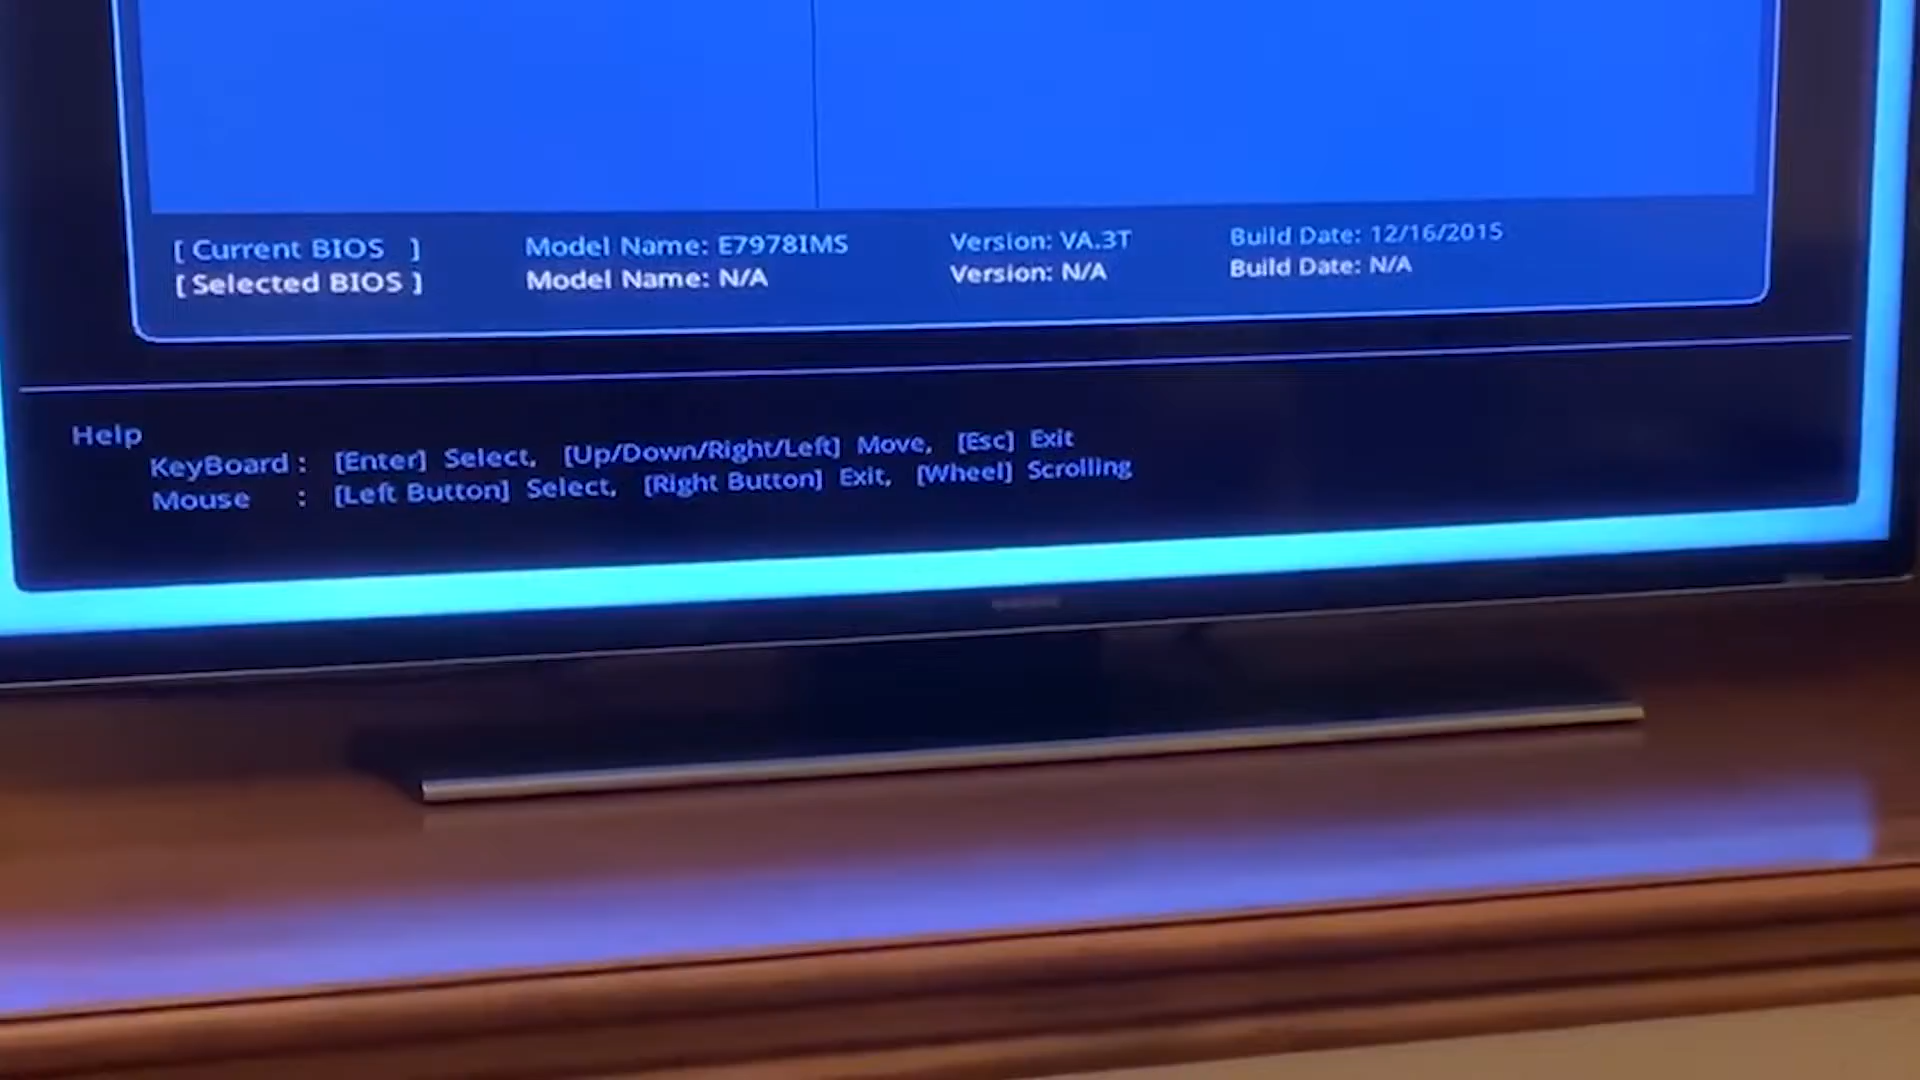 [ Current BIOS ] Model Name: E7978IMS Version: VA.3T Build Date: 12/16/2015
[ Selected BIOS ] Model Name: N/A Version: N/A Build Date: N/A
Help
KeyBoard : [Enter] Select, [Up/Down/Right/Left] Move, [Esc] Exit
Mouse : [Left Button] Select, [Right Button] Exit, [Wheel] Scrolling